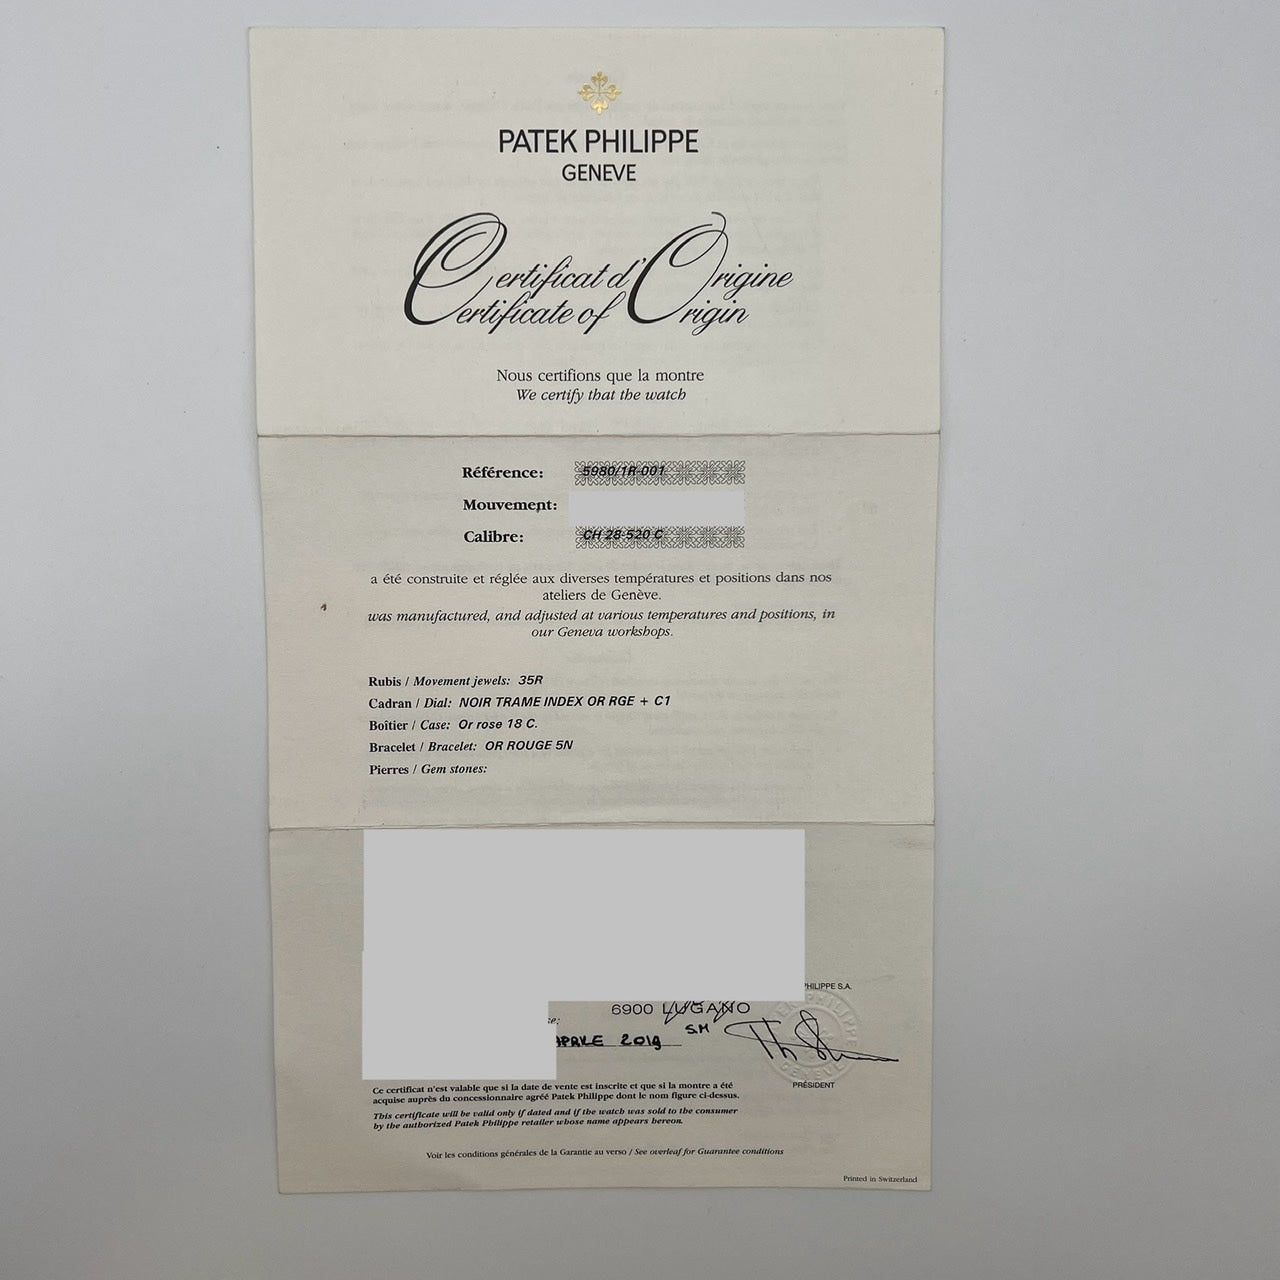 PATEK PHILIPPE
GENEVE
Certificat d'Origine
Certificate of Origin
Nous certifions que la montre
We certify that the watch
Référence: 5980/1R-001
Mouvement:
Calibre: CH 28-520 C
a été construite et réglée aux diverses températures et positions dans nos
ateliers de Genève.
was manufactured, and adjusted at various temperatures and positions, in
our Geneva workshops.
Rubis / Movement jewels: 35R
Cadran / Dial: NOIR TRAME INDEX OR RGE + C1
Boîtier / Case: Or rose 18 C.
Bracelet / Bracelet: OR ROUGE 5N
Pierres / Gem stones:
PHILIPPE S.A.
6900 LUGANO
APRILE 2019 S.M
PRÉSIDENT
Ce certificat n'est valable que si la date de vente est inscrite et que si la montre a été
acquise auprès du concessionnaire agréé Patek Philippe dont le nom figure ci-dessus.
This certificate will be valid only if dated and if the watch was sold to the consumer
by the authorized Patek Philippe retailer whose name appears hereon.
Voir les conditions générales de la Garantie au verso / See overleaf for Guarantee conditions
Printed in Switzerland